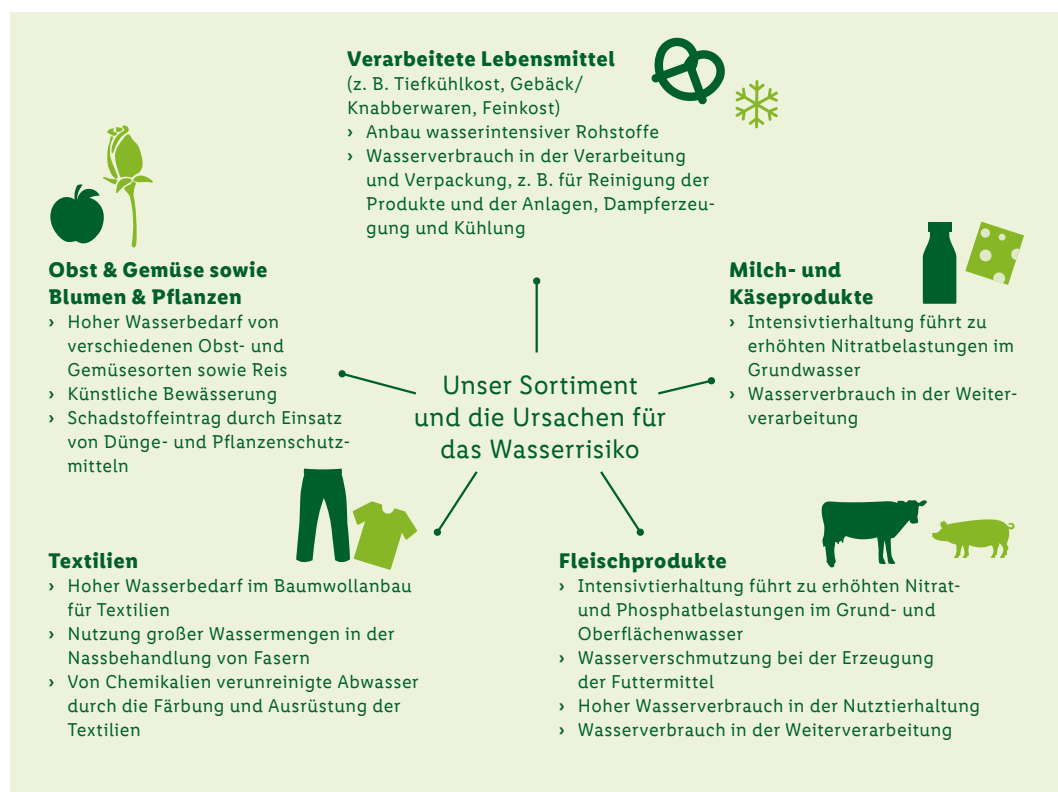 Verarbeitete Lebensmittel
(z. B. Tiefkühlkost, Gebäck/
Knabberwaren, Feinkost)
› Anbau wasserintensiver Rohstoffe
› Wasserverbrauch in der Verarbeitung
und Verpackung, z. B. für Reinigung der
Produkte und der Anlagen, Dampferzeu-
gung und Kühlung
Obst & Gemüse sowie
Blumen & Pflanzen
› Hoher Wasserbedarf von
verschiedenen Obst- und
Gemüsesorten sowie Reis
› Künstliche Bewässerung
› Schadstoffeintrag durch Einsatz
von Dünge- und Pflanzenschutz-
mitteln
Milch- und
Käseprodukte
› Intensivtierhaltung führt zu
erhöhten Nitratbelastungen im
Grundwasser
› Wasserverbrauch in der Weiter-
verarbeitung
Unser Sortiment
und die Ursachen für
das Wasserrisiko
Textilien
› Hoher Wasserbedarf im Baumwollanbau
für Textilien
› Nutzung großer Wassermengen in der
Nassbehandlung von Fasern
› Von Chemikalien verunreinigte Abwasser
durch die Färbung und Ausrüstung der
Textilien
Fleischprodukte
› Intensivtierhaltung führt zu erhöhten Nitrat-
und Phosphatbelastungen im Grund- und
Oberflächenwasser
› Wasserverschmutzung bei der Erzeugung
der Futtermittel
› Hoher Wasserverbrauch in der Nutztierhaltung
› Wasserverbrauch in der Weiterverarbeitung